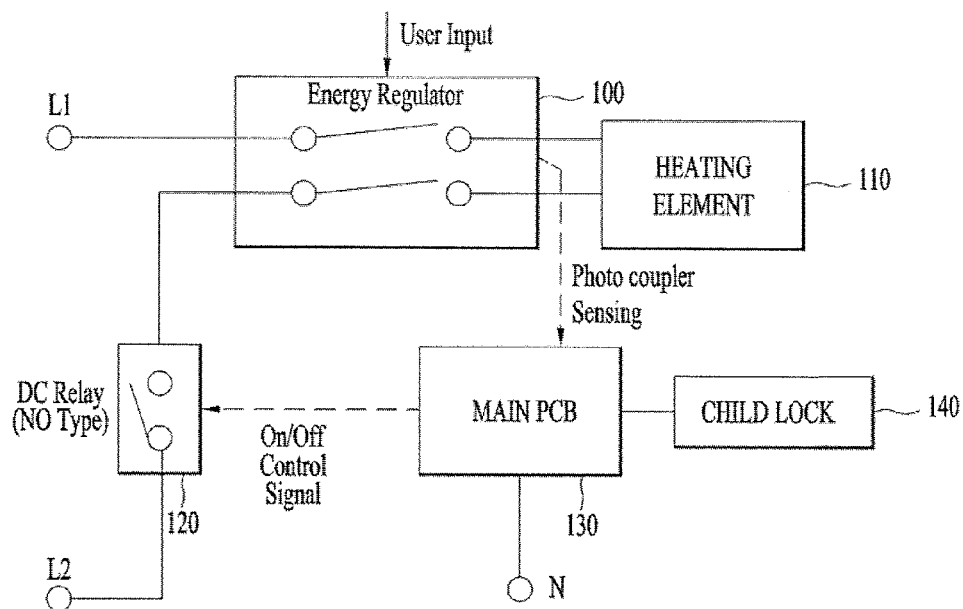 User Input
Energy Regulator
100
L1
HEATING
ELEMENT
110
Photo coupler
Sensing
DC Relay
(NO Type)
MAIN PCB
CHILD LOCK
140
On/Off
Control
Signal
120
130
L2
N